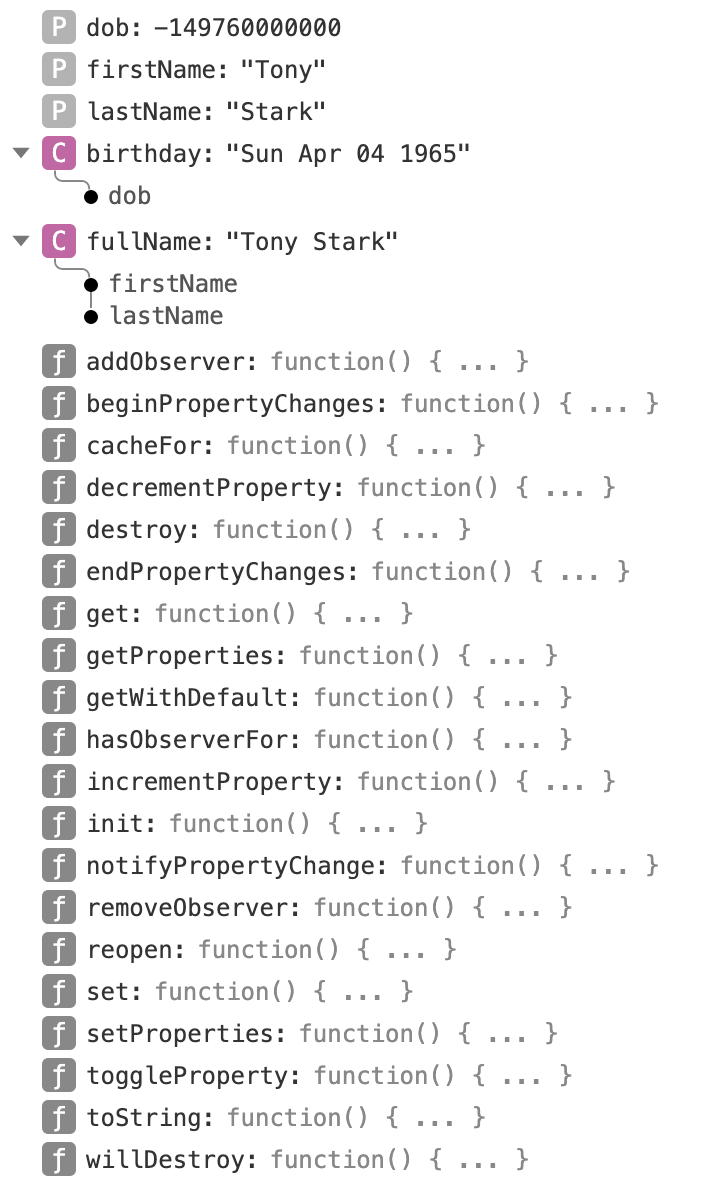 P dob: -149760000000
P firstName: "Tony"
P lastName: "Stark"
C birthday: "Sun Apr 04 1965"
dob
C fullName: "Tony Stark"
firstName
lastName
ƒ addObserver: function() { ... }
ƒ beginPropertyChanges: function() { ... }
ƒ cacheFor: function() { ... }
ƒ decrementProperty: function() { ... }
ƒ destroy: function() { ... }
ƒ endPropertyChanges: function() { ... }
ƒ get: function() { ... }
ƒ getProperties: function() { ... }
ƒ getWithDefault: function() { ... }
ƒ hasObserverFor: function() { ... }
ƒ incrementProperty: function() { ... }
ƒ init: function() { ... }
ƒ notifyPropertyChange: function() { ... }
ƒ removeObserver: function() { ... }
ƒ reopen: function() { ... }
ƒ set: function() { ... }
ƒ setProperties: function() { ... }
ƒ toggleProperty: function() { ... }
ƒ toString: function() { ... }
ƒ willDestroy: function() { ... }